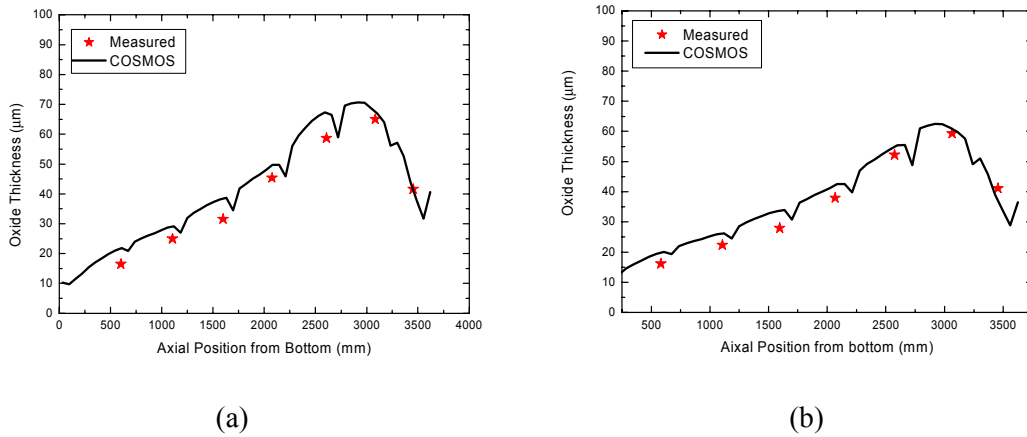 100
90
80
70
60
50
40
30
20
10
0
Oxide Thickness (μm)
Measured
COSMOS
0 500 1000 1500 2000 2500 3000 3500 4000
Axial Position from Bottom (mm)
(a)
100
90
80
70
60
50
40
30
20
10
0
Oxide Thickness (μm)
Measured
COSMOS
500 1000 1500 2000 2500 3000 3500
Aixal Position from bottom (mm)
(b)